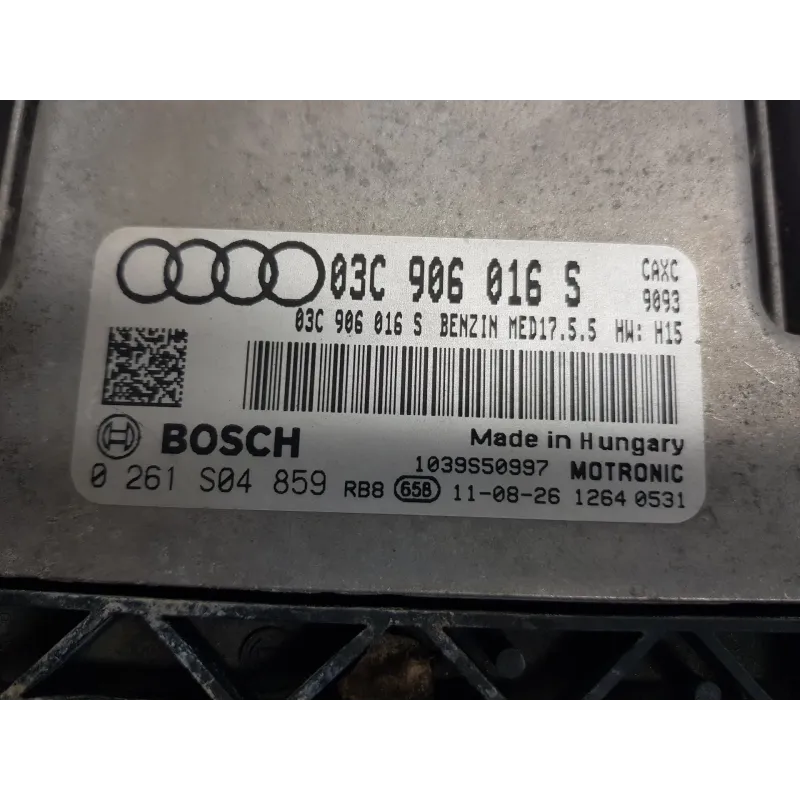 03C 906 016 S CAXC
9093
03C 906 016 S BENZIN MED17.5.5 HW: H15
BOSCH Made in Hungary
1039S50997 MOTRONIC
0 261 S04 859 RB8 658 11-08-26 1264 0531